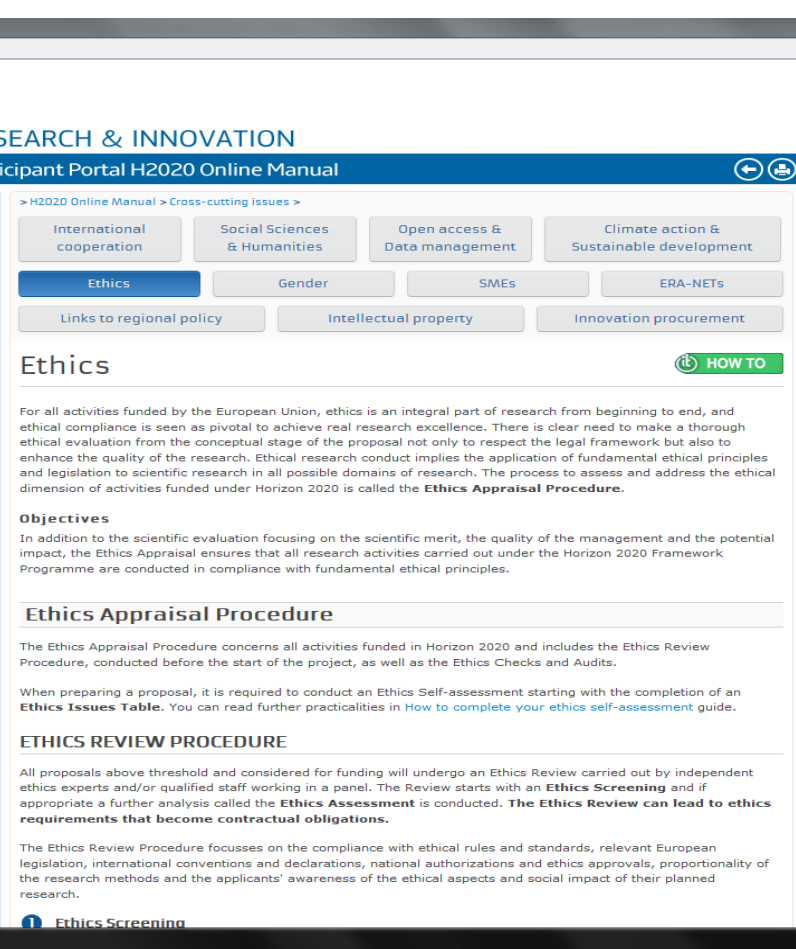 SEARCH & INNOVATION
icipant Portal H2020 Online Manual
> H2020 Online Manual > Cross-cutting issues >
International cooperation
Social Sciences & Humanities
Open access & Data management
Climate action & Sustainable development
Ethics
Gender
SMEs
ERA-NETs
Links to regional policy
Intellectual property
Innovation procurement
Ethics
HOW TO
For all activities funded by the European Union, ethics is an integral part of research from beginning to end, and
ethical compliance is seen as pivotal to achieve real research excellence. There is clear need to make a thorough
ethical evaluation from the conceptual stage of the proposal not only to respect the legal framework but also to
enhance the quality of the research. Ethical research conduct implies the application of fundamental ethical principles
and legislation to scientific research in all possible domains of research. The process to assess and address the ethical
dimension of activities funded under Horizon 2020 is called the Ethics Appraisal Procedure.
Objectives
In addition to the scientific evaluation focusing on the scientific merit, the quality of the management and the potential
impact, the Ethics Appraisal ensures that all research activities carried out under the Horizon 2020 Framework
Programme are conducted in compliance with fundamental ethical principles.
Ethics Appraisal Procedure
The Ethics Appraisal Procedure concerns all activities funded in Horizon 2020 and includes the Ethics Review
Procedure, conducted before the start of the project, as well as the Ethics Checks and Audits.
When preparing a proposal, it is required to conduct an Ethics Self-assessment starting with the completion of an
Ethics Issues Table. You can read further practicalities in How to complete your ethics self-assessment guide.
ETHICS REVIEW PROCEDURE
All proposals above threshold and considered for funding will undergo an Ethics Review carried out by independent
ethics experts and/or qualified staff working in a panel. The Review starts with an Ethics Screening and if
appropriate a further analysis called the Ethics Assessment is conducted. The Ethics Review can lead to ethics
requirements that become contractual obligations.
The Ethics Review Procedure focusses on the compliance with ethical rules and standards, relevant European
legislation, international conventions and declarations, national authorizations and ethics approvals, proportionality of
the research methods and the applicants' awareness of the ethical aspects and social impact of their planned
research.
1 Ethics Screening